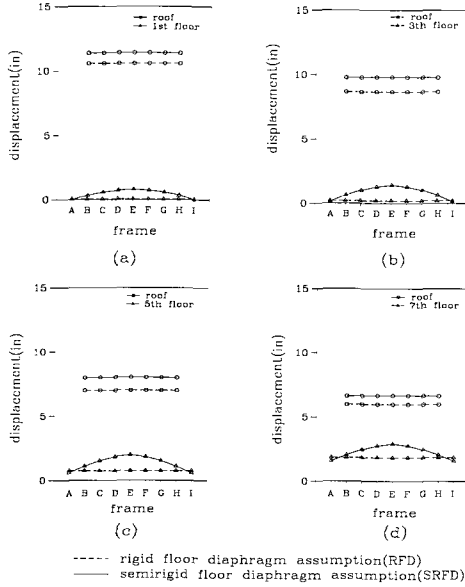 15
roof
1st floor
10
5
0
displacement(in)
A B C D E F G H I
frame
(a)
15
roof
3th floor
10
5
0
displacement(in)
A B C D E F G H I
frame
(b)
15
roof
5th floor
10
5
0
displacement(in)
A B C D E F G H I
frame
(c)
15
roof
7th floor
10
5
0
displacement(in)
A B C D E F G H I
frame
(d)
rigid floor diaphragm assumption(RFD)
semirigid floor diaphragm assumption(SRFD)